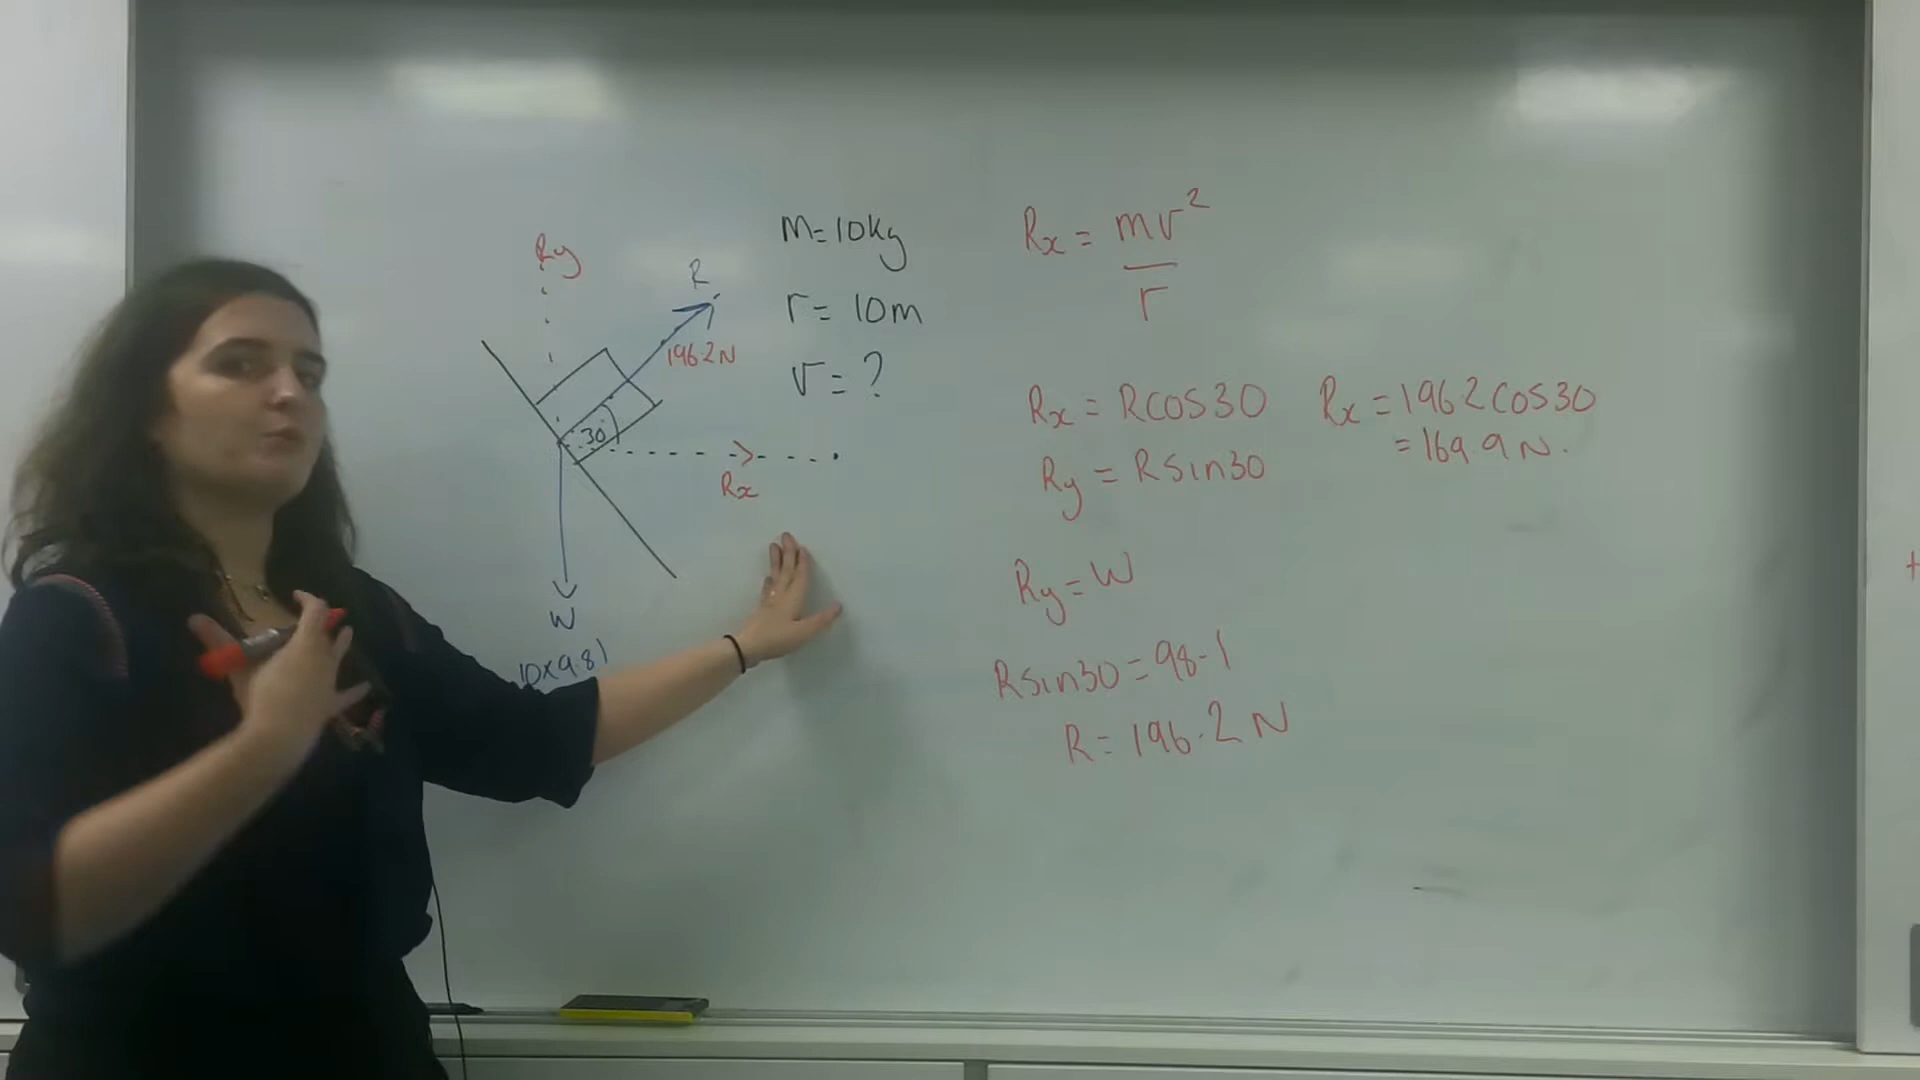 Ry
R
196.2N
30
Rx
W
10x9.81
m=10kg
r= 10m
v=?
Rx = mv²
r
Rx = Rcos30
Ry = Rsin30
Rx =196.2cos30
=169.9N.
Ry=W
Rsin30=98.1
R=196.2N
+